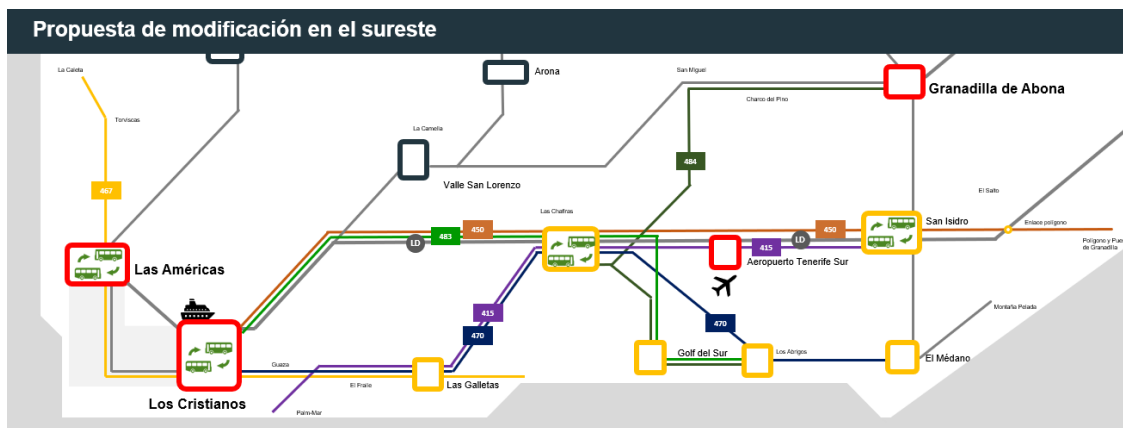 Propuesta de modificación en el sureste
La Caleta
Arona
San Miguel
Granadilla de Abona
Charco del Pino
Torviscas
La Camella
484
Valle San Lorenzo
467
El Salto
Las Chafiras
San Isidro
Enlace polígono
450
483
450
LD
LD
415
Polígono y Pue
de Granadilla
Las Américas
Aeropuerto Tenerife Sur
Montaña Pelada
415
470
470
Guaza
Golf del Sur
Los Abrigos
El Médano
El Fraile
Las Galletas
Los Cristianos
Palm-Mar